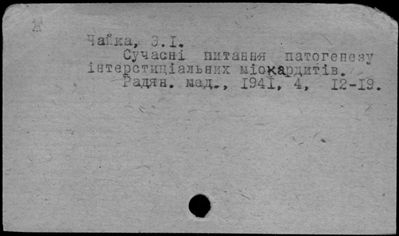 Чайка, З.І.
Сучасні питання патогенезу
інтерстиціальних міокардитів.
Радян. мед., 1941, 4, 12-19.